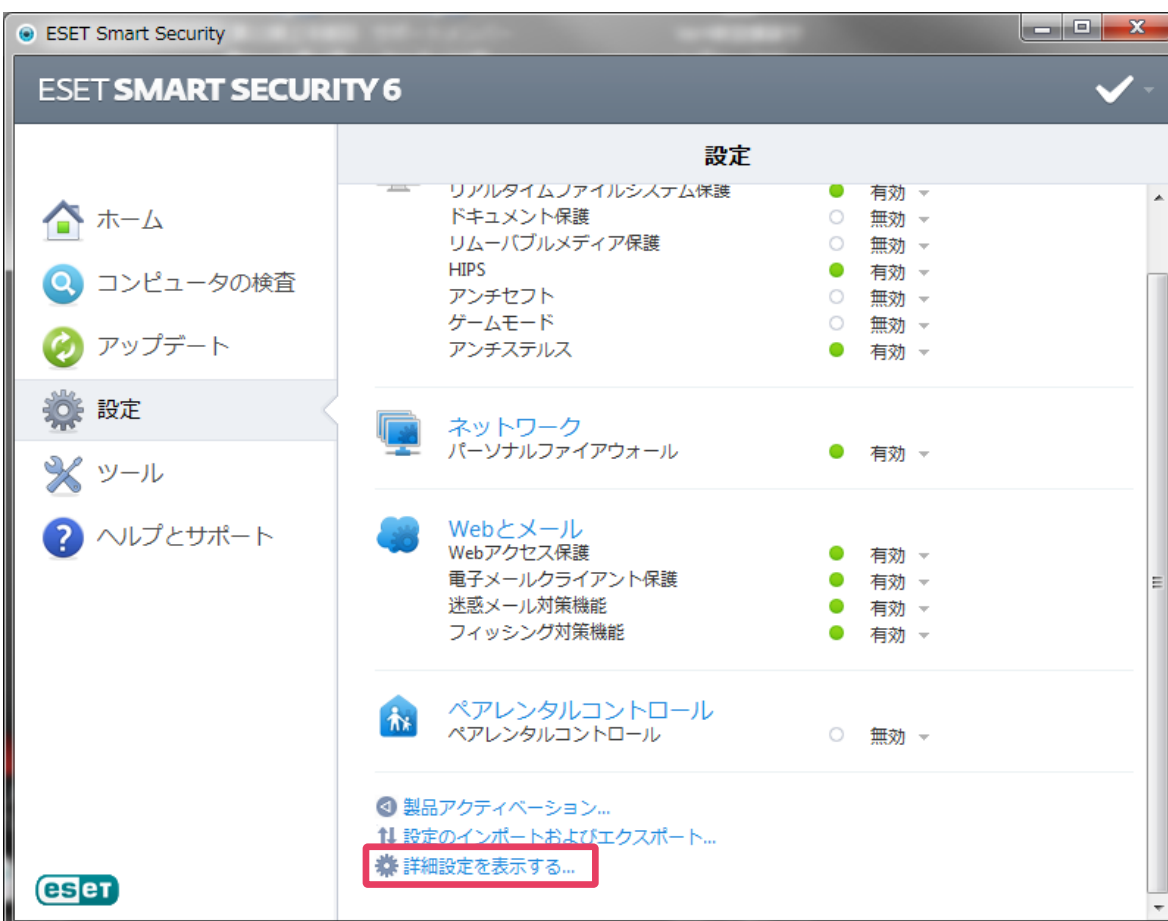 ESET Smart Security
ESET SMART SECURITY 6
設定
ホーム
コンピュータの検査
アップデート
設定
ツール
ヘルプとサポート
リアルタイムファイルシステム保護 有効
ドキュメント保護 無効
リムーバブルメディア保護 無効
HIPS 有効
アンチセフト 無効
ゲームモード 無効
アンチステルス 有効
ネットワーク
パーソナルファイアウォール 有効
Webとメール
Webアクセス保護 有効
電子メールクライアント保護 有効
迷惑メール対策機能 有効
フィッシング対策機能 有効
ペアレンタルコントロール
ペアレンタルコントロール 無効
製品アクティベーション...
設定のインポートおよびエクスポート...
詳細設定を表示する...
eseT